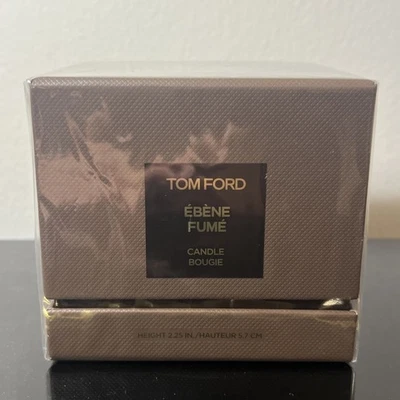 TOM FORD
ÉBÈNE
FUMÉ
CANDLE
BOUGIE
HEIGHT 2.25 IN./HAUTEUR 5.7 CM